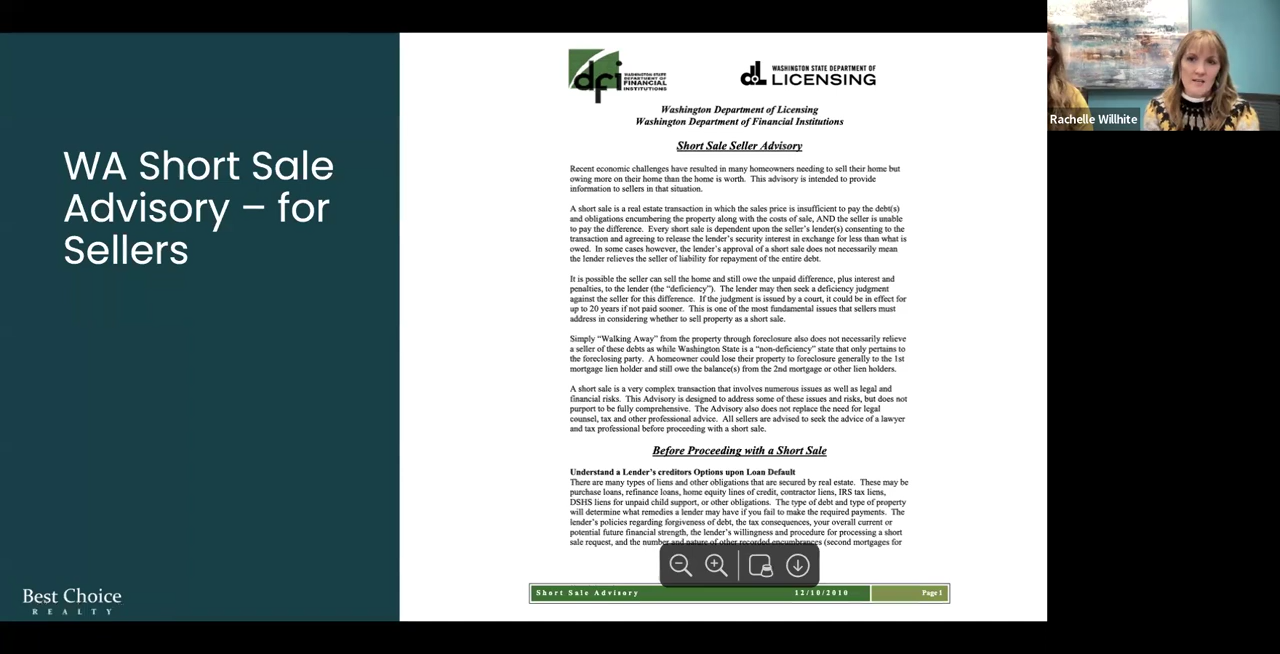 WA Short Sale
Advisory – for
Sellers
Best Choice
REALTY
dfi
WASHINGTON STATE
DEPARTMENT OF
FINANCIAL
INSTITUTIONS
WASHINGTON STATE DEPARTMENT OF
LICENSING
Washington Department of Licensing
Washington Department of Financial Institutions
Short Sale Seller Advisory
Recent economic challenges have resulted in many homeowners needing to sell their home but
owing more on their home than the home is worth. This advisory is intended to provide
information to sellers in that situation.
A short sale is a real estate transaction in which the sales price is insufficient to pay the debt(s)
and obligations encumbering the property along with the costs of sale, AND the seller is unable
to pay the difference. Every short sale is dependent upon the seller's lender(s) consenting to the
transaction and agreeing to release the lender's security interest in exchange for less than what is
owed. In some cases however, the lender's approval of a short sale does not necessarily mean
the lender relieves the seller of liability for repayment of the entire debt.
It is possible the seller can sell the home and still owe the unpaid difference, plus interest and
penalties, to the lender (the "deficiency"). The lender may then seek a deficiency judgment
against the seller for this difference. If the judgment is issued by a court, it could be in effect for
up to 20 years if not paid sooner. This is one of the most fundamental issues that sellers must
address in considering whether to sell property as a short sale.
Simply "Walking Away" from the property through foreclosure also does not necessarily relieve
a seller of these debts as while Washington State is a "non-deficiency" state that only pertains to
the foreclosing party. A homeowner could lose their property to foreclosure generally to the 1st
mortgage lien holder and still owe the balance(s) from the 2nd mortgage or other lien holders.
A short sale is a very complex transaction that involves numerous issues as well as legal and
financial risks. This Advisory is designed to address some of these issues and risks, but does not
purport to be fully comprehensive. The Advisory also does not replace the need for legal
counsel, tax and other professional advice. All sellers are advised to seek the advice of a lawyer
and tax professional before proceeding with a short sale.
Before Proceeding with a Short Sale
Understand a Lender's creditors Options upon Loan Default
There are many types of liens and other obligations that are secured by real estate. These may be
purchase loans, refinance loans, home equity lines of credit, contractor liens, IRS tax liens,
DSHS liens for unpaid child support, or other obligations. The type of debt and type of property
will determine what remedies a lender may have if you fail to make the required payments. The
lender's policies regarding forgiveness of debt, the tax consequences, your overall current or
potential future financial strength, the lender's willingness and procedure for processing a short
sale request, and the number and nature of other recorded encumbrances (second mortgages for
Short Sale Advisory 12/10/2010 Page 1
Rachelle Willhite